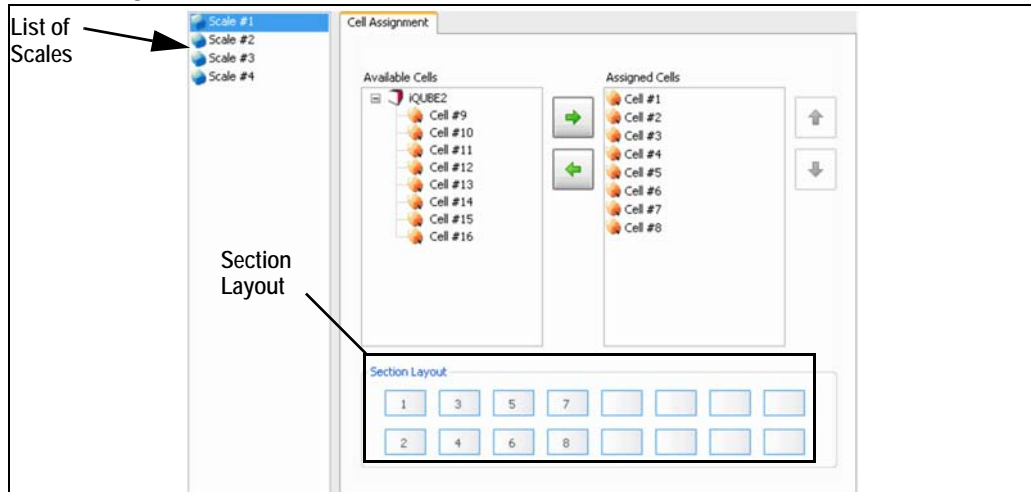 List of
Scales
Scale #1
Scale #2
Scale #3
Scale #4
Cell Assignment
Available Cells
iQUBE2
Cell #9
Cell #10
Cell #11
Cell #12
Cell #13
Cell #14
Cell #15
Cell #16
Assigned Cells
Cell #1
Cell #2
Cell #3
Cell #4
Cell #5
Cell #6
Cell #7
Cell #8
Section
Layout
Section Layout
1 3 5 7
2 4 6 8